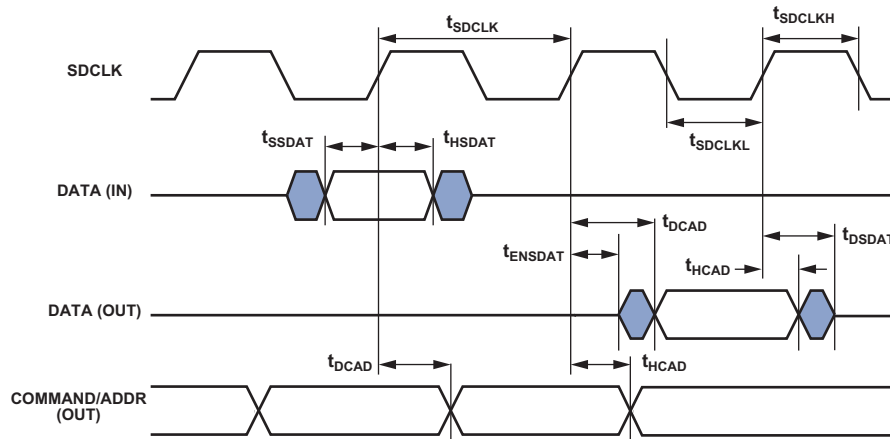 tSDCLK
tSDCLKH
SDCLK
tSSDAT
tHSDAT
tSDCLKL
DATA (IN)
tDCAD
tDSDAT
tENSDAT
tHCAD
DATA (OUT)
tDCAD
tHCAD
COMMAND/ADDR
(OUT)